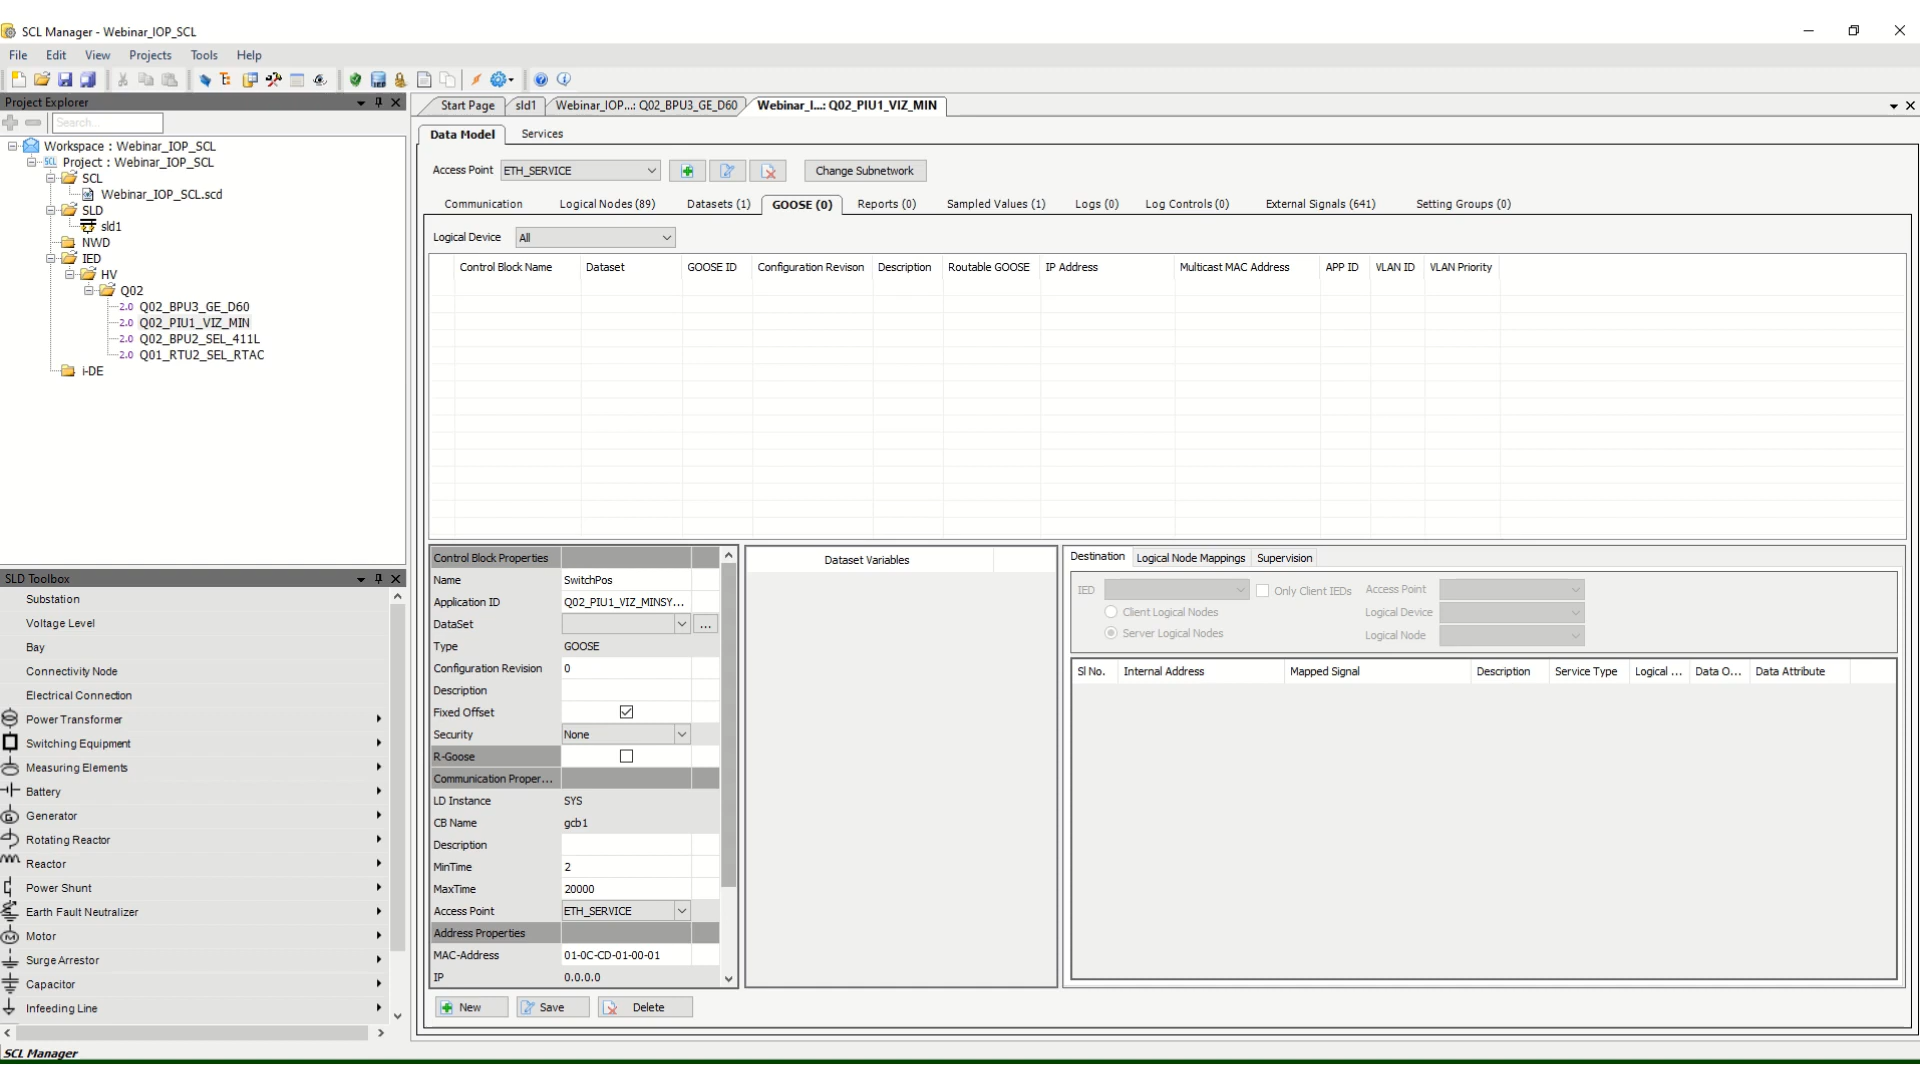 SCL Manager - Webinar_IOP_SCL
File Edit View Projects Tools Help
Project Explorer
Search...
Workspace : Webinar_IOP_SCL
Project : Webinar_IOP_SCL
SCL
Webinar_IOP_SCL.scd
SLD
sld1
NWD
IED
HV
Q02
2.0 Q02_BPU3_GE_D60
2.0 Q02_PIU1_VIZ_MIN
2.0 Q02_BPU2_SEL_411L
2.0 Q01_RTU2_SEL_RTAC
i-DE
SLD Toolbox
Substation
Voltage Level
Bay
Connectivity Node
Electrical Connection
Power Transformer
Switching Equipment
Measuring Elements
Battery
Generator
Rotating Reactor
Reactor
Power Shunt
Earth Fault Neutralizer
Motor
Surge Arrestor
Capacitor
Infeeding Line
SCL Manager
Start Page sld1 Webinar_IOP...: Q02_BPU3_GE_D60 Webinar_I...: Q02_PIU1_VIZ_MIN
Data Model Services
Access Point ETH_SERVICE Change Subnetwork
Communication Logical Nodes (89) Datasets (1) GOOSE (0) Reports (0) Sampled Values (1) Logs (0) Log Controls (0) External Signals (641) Setting Groups (0)
Logical Device All
Control Block Name Dataset GOOSE ID Configuration Revison Description Routable GOOSE IP Address Multicast MAC Address APP ID VLAN ID VLAN Priority
Control Block Properties
Name SwitchPos
Application ID Q02_PIU1_VIZ_MINSY...
DataSet ...
Type GOOSE
Configuration Revision 0
Description
Fixed Offset
Security None
R-Goose
Communication Proper...
LD Instance SYS
CB Name gcb1
Description
MinTime 2
MaxTime 20000
Access Point ETH_SERVICE
Address Properties
MAC-Address 01-0C-CD-01-00-01
IP 0.0.0.0
New Save Delete
Dataset Variables
Destination Logical Node Mappings Supervision
IED Only Client IEDs Access Point
Client Logical Nodes Logical Device
Server Logical Nodes Logical Node
Sl No. Internal Address Mapped Signal Description Service Type Logical ... Data O... Data Attribute